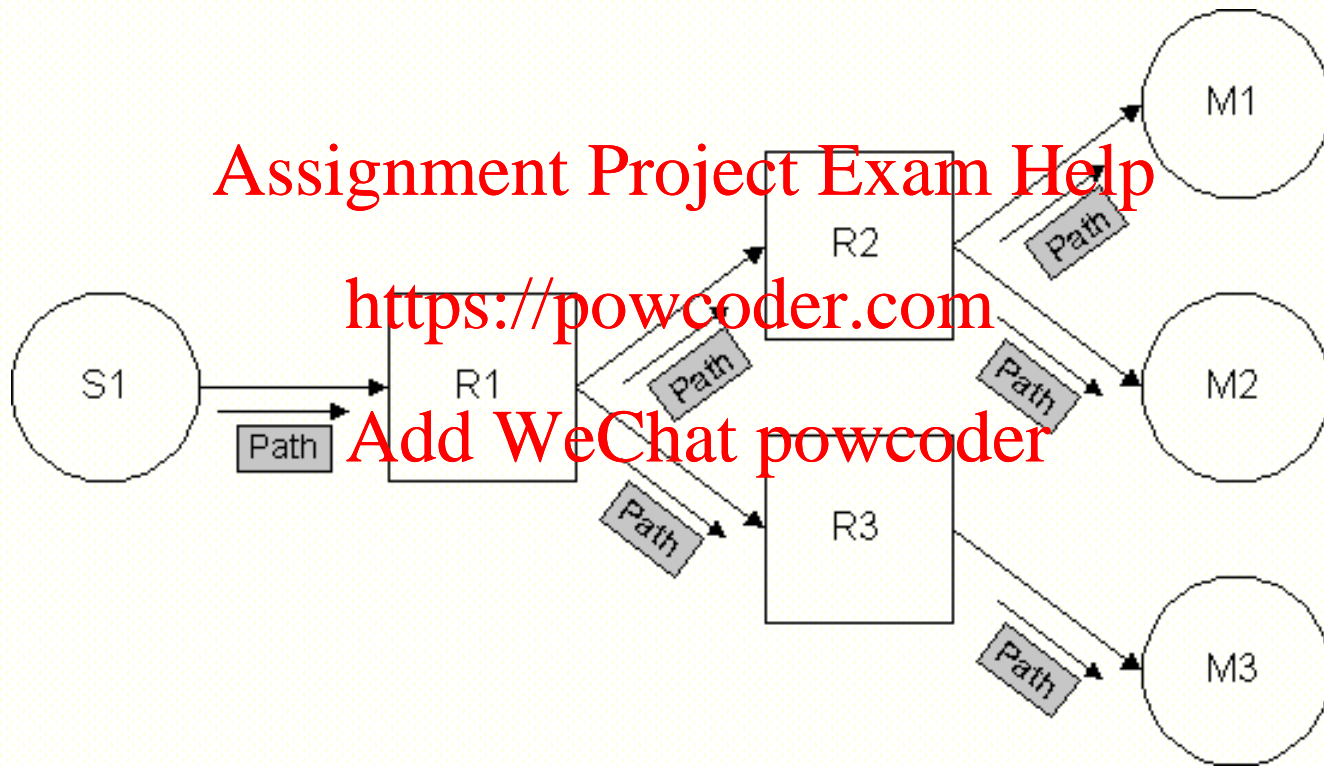 M1
Assignment Project Exam Help
Path
R2
https://powcoder.com
Path
Path
S1
R1
M2
Path
Add WeChat powcoder
Path
R3
Path
M3